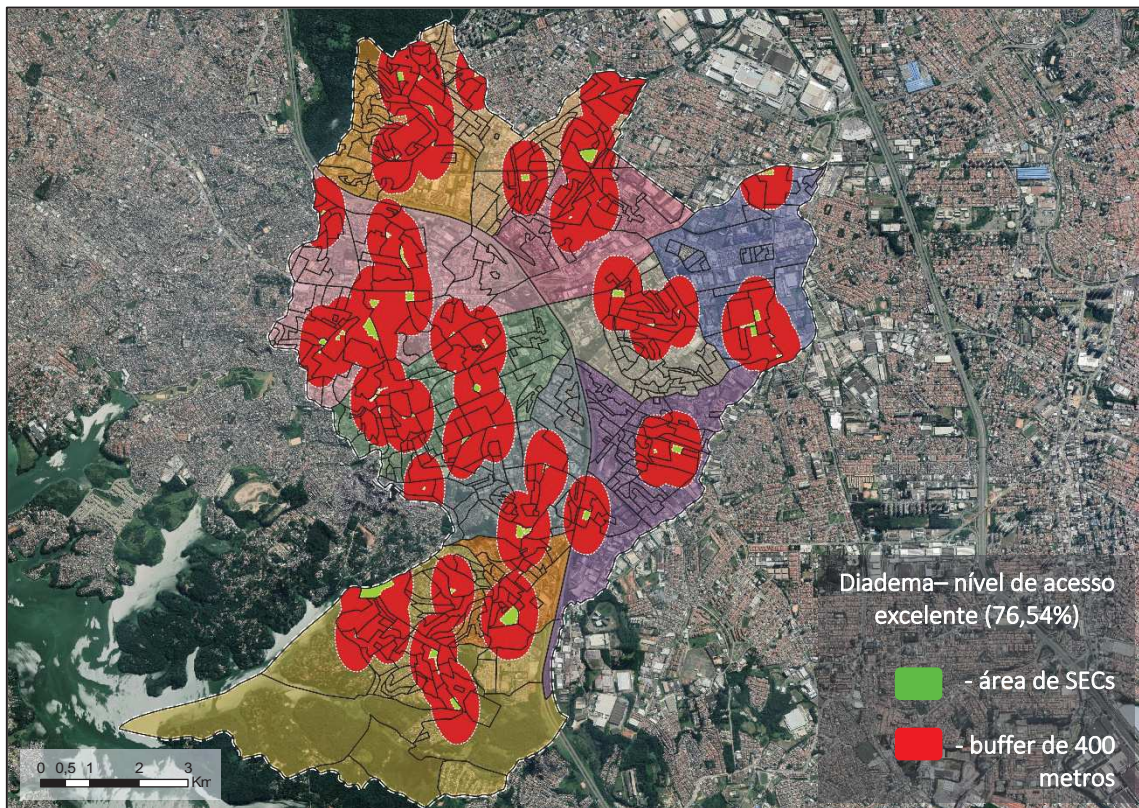 Diadema– nível de acesso
excelente (76,54%)
- área de SECs
- buffer de 400
metros
0 0,5 1 2 3
Km